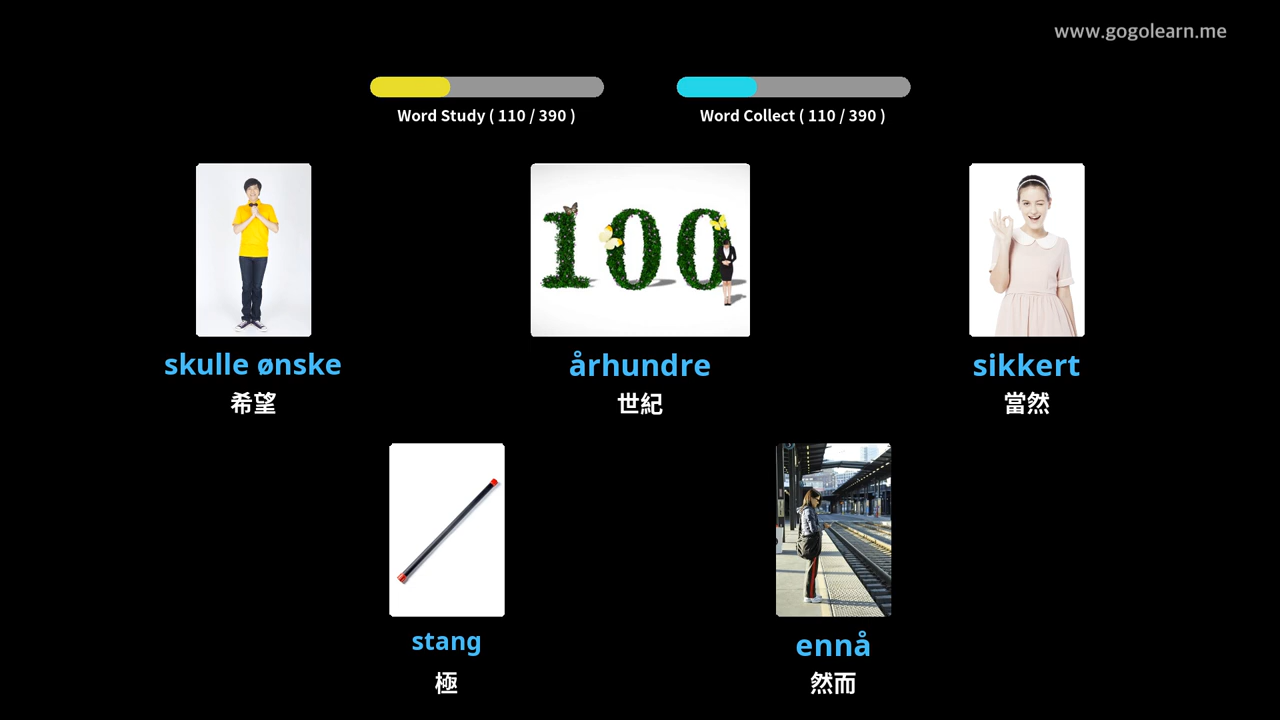 www.gogolearn.me
Word Study ( 110 / 390 )
Word Collect ( 110 / 390 )
100
skulle ønske
希望
århundre
世紀
sikkert
當然
stang
極
ennå
然而